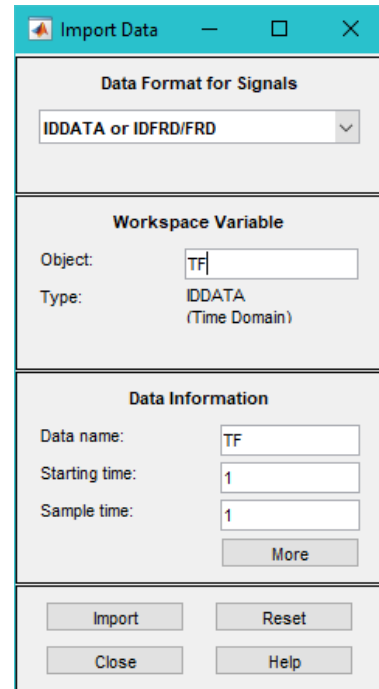 Import Data
Data Format for Signals
IDDATA or IDFRD/FRD
Workspace Variable
Object: TF
Type: IDDATA
(Time Domain)
Data Information
Data name: TF
Starting time: 1
Sample time: 1
More
Import Reset
Close Help